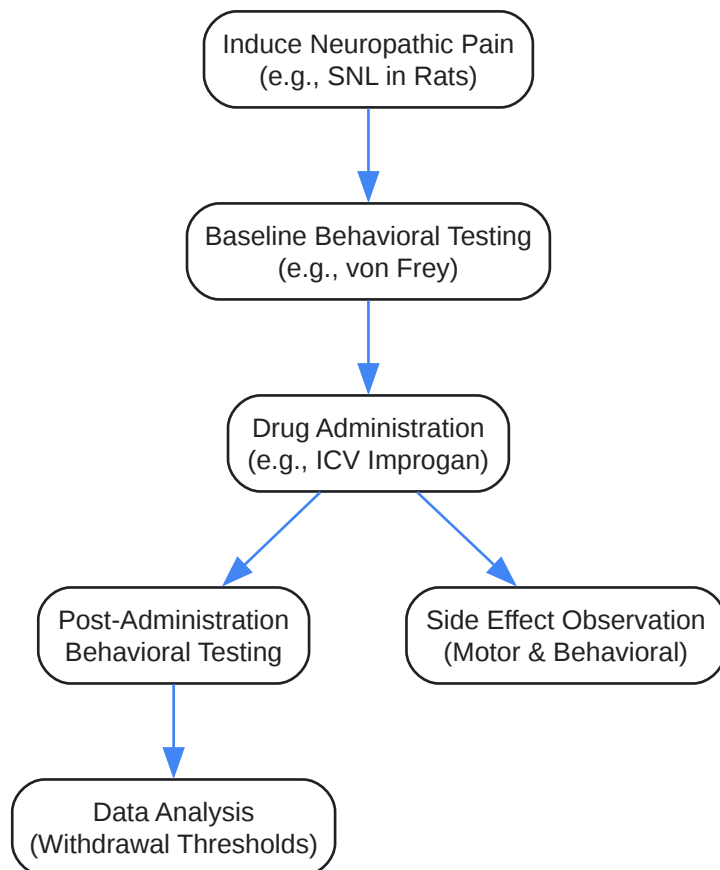 Induce Neuropathic Pain
(e.g., SNL in Rats)
Baseline Behavioral Testing
(e.g., von Frey)
Drug Administration
(e.g., ICV Improgan)
Post-Administration
Behavioral Testing
Side Effect Observation
(Motor & Behavioral)
Data Analysis
(Withdrawal Thresholds)